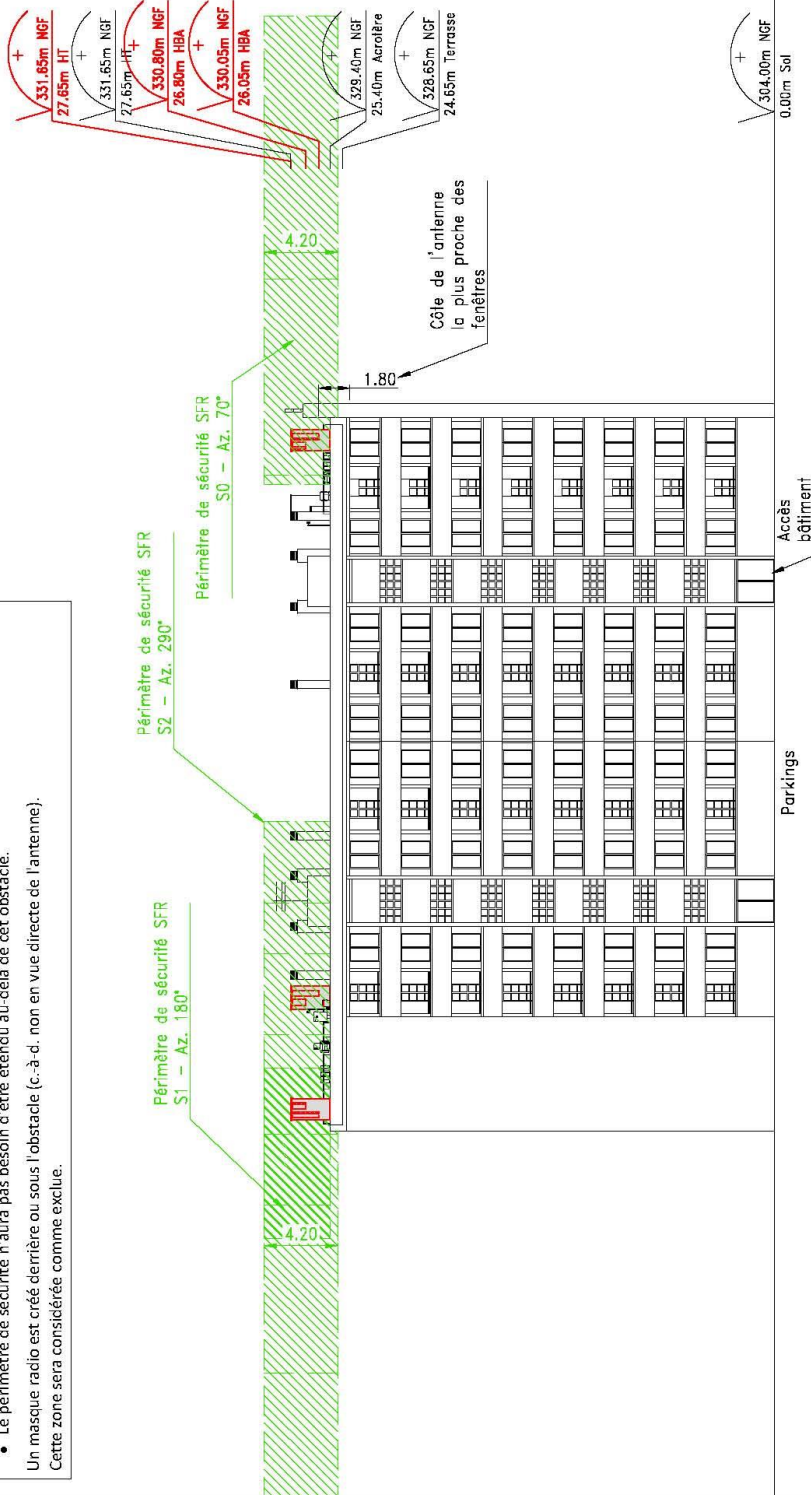 • Le périmètre de sécurité n'aura pas besoin d'être étendu au-delà de cet obstacle.
Un masque radio est créé derrière ou sous l'obstacle (c.-à-d. non en vue directe de l'antenne).
Cette zone sera considérée comme exclue.
Périmètre de sécurité SFR
S1 - Az. 180°
Périmètre de sécurité SFR
S2 - Az. 290°
Périmètre de sécurité SFR
S0 - Az. 70°
4.20
4.20
1.80
Côte de l'antenne
la plus proche des
fenêtres
331.65m NGF
27.65m HT
331.65m NGF
27.65m HT
330.80m NGF
26.80m HBA
330.05m NGF
26.05m HBA
329.40m NGF
25.40m Acrotère
328.65m NGF
24.65m Terrasse
304.00m NGF
0.00m Sol
Parkings
Accès
bâtiment